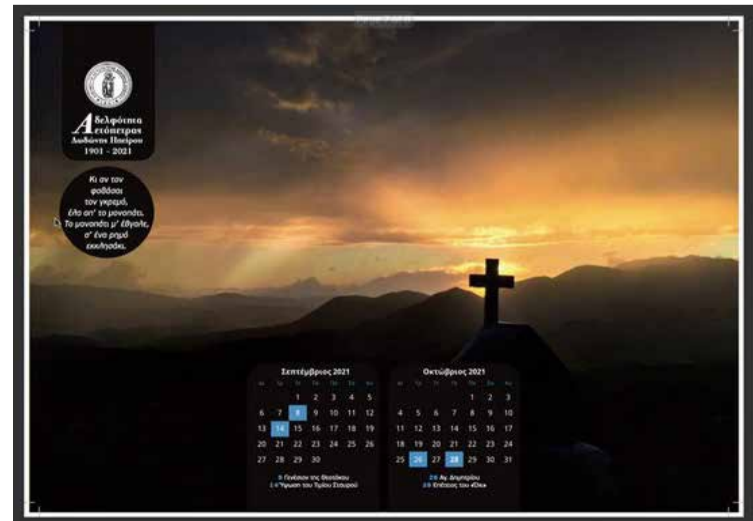 Αδελφότητα
Αετόπετρας
Δωδώνης Ηπείρου
1901 - 2021
Κι αν τον
φοβάσαι
τον γκρεμό,
έλα απ' το μονοπάτι.
Το μονοπάτι μ' έβγαλε,
σ' ένα ρημό
εκκλησάκι.
Σεπτέμβριος 2021
1 2 3 4 5
6 7 8 9 10 11 12
13 14 15 16 17 18 19
20 21 22 23 24 25 26
27 28 29 30
8 Γενέσιον της Θεοτόκου
14 Ύψωση του Τιμίου Σταυρού
Οκτώβριος 2021
1 2 3
4 5 6 7 8 9 10
11 12 13 14 15 16 17
18 19 20 21 22 23 24
25 26 27 28 29 30 31
26 Αγ. Δημητρίου
28 Επέτειος του «Όχι»